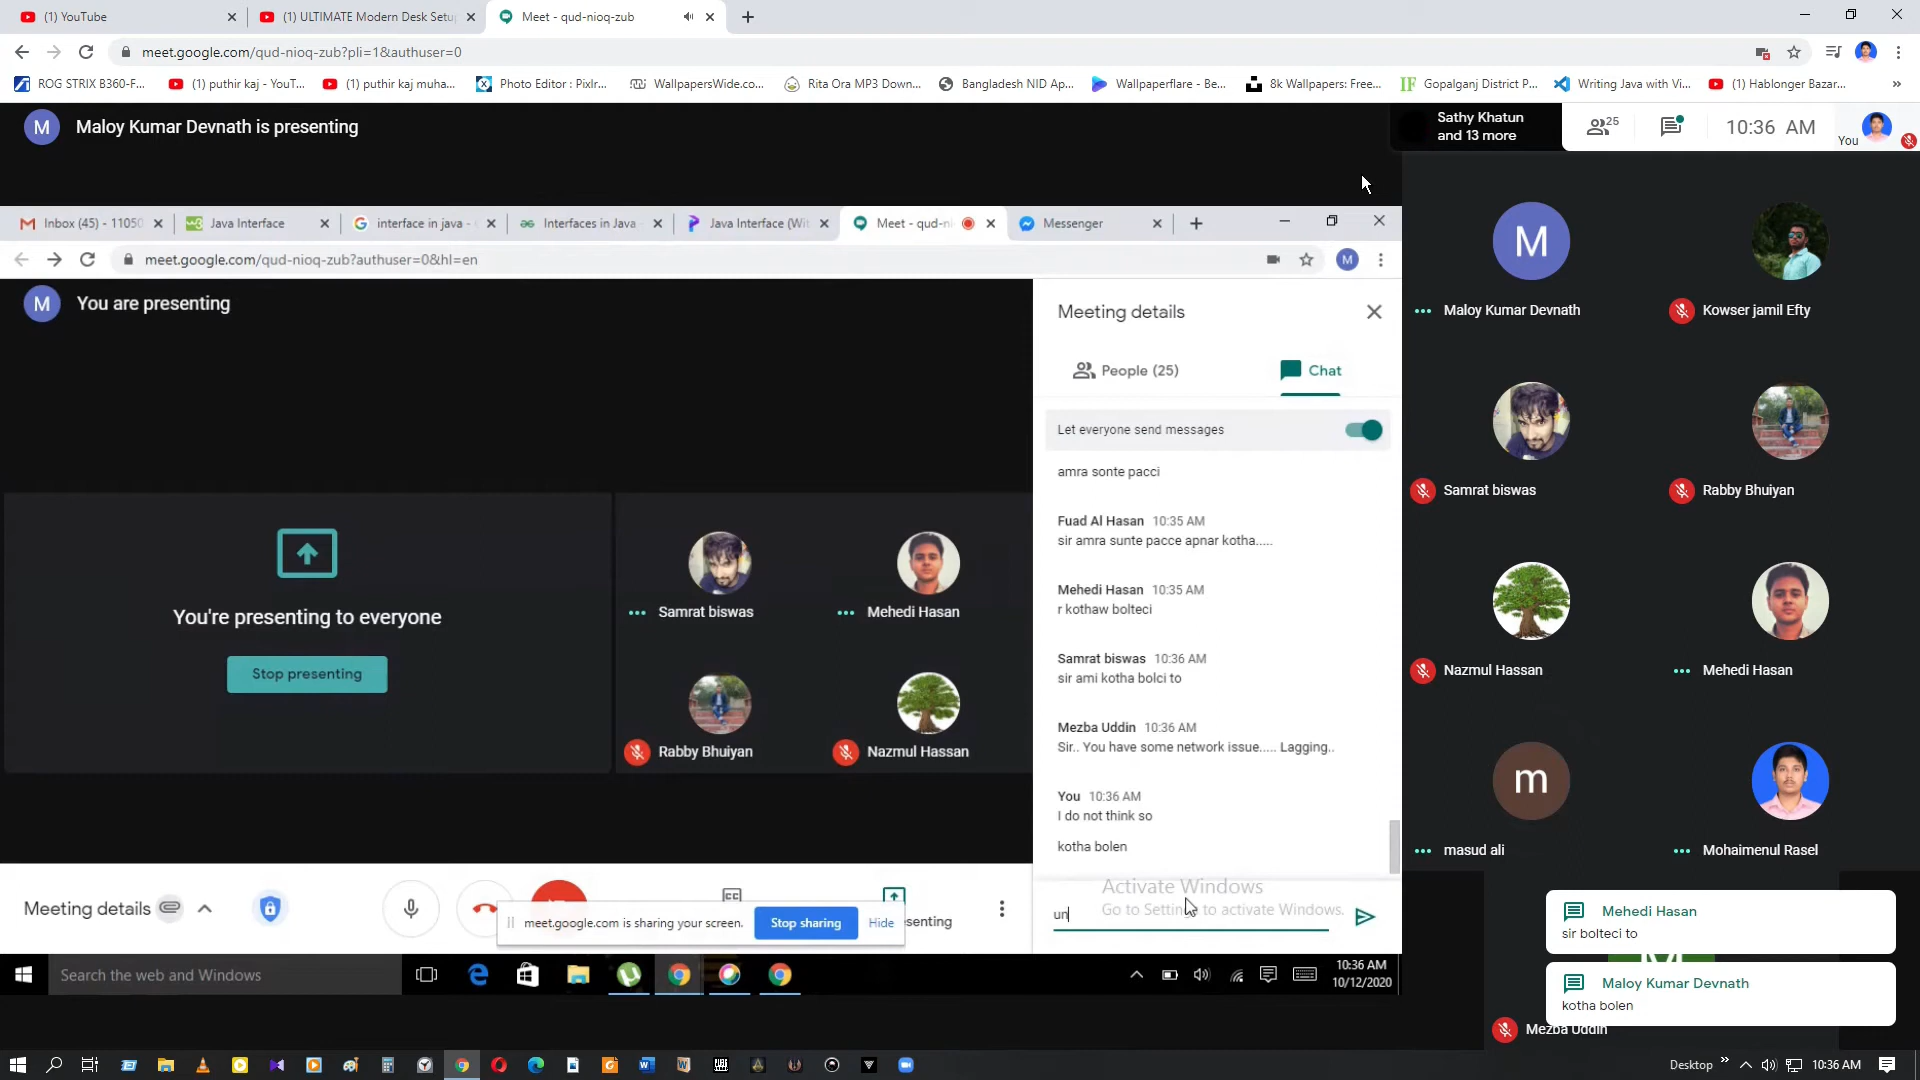 (1) YouTube
(1) ULTIMATE Modern Desk Setu
Meet - qud-nioq-zub
meet.google.com/qud-nioq-zub?pli=1&authuser=0
ROG STRIX B360-F...
(1) puthir kaj - YouT...
(1) puthir kaj muha...
Photo Editor : Pixlr...
WallpapersWide.co...
Rita Ora MP3 Down...
Bangladesh NID Ap...
Wallpaperflare - Be...
8k Wallpapers: Free...
IF Gopalganj District P...
Writing Java with Vi...
(1) Hablonger Bazar...
M Maloy Kumar Devnath is presenting
Sathy Khatun
and 13 more
25
10:36 AM
You
Inbox (45) - 11050
Java Interface
interface in java -
Interfaces in Java
Java Interface (Wit
Meet - qud-ni
Messenger
meet.google.com/qud-nioq-zub?authuser=0&hl=en
M
M You are presenting
You're presenting to everyone
Stop presenting
Samrat biswas
Mehedi Hasan
Rabby Bhuiyan
Nazmul Hassan
Meeting details
People (25)
Chat
Let everyone send messages
amra sonte pacci
Fuad Al Hasan 10:35 AM
sir amra sunte pacce apnar kotha.....
Mehedi Hasan 10:35 AM
r kothaw bolteci
Samrat biswas 10:36 AM
sir ami kotha bolci to
Mezba Uddin 10:36 AM
Sir.. You have some network issue..... Lagging..
You 10:36 AM
I do not think so
kotha bolen
un
Activate Windows
Go to Settings to activate Windows.
Meeting details
CC
esenting
meet.google.com is sharing your screen.
Stop sharing
Hide
Search the web and Windows
10:36 AM
10/12/2020
M
Maloy Kumar Devnath
Kowser jamil Efty
Samrat biswas
Rabby Bhuiyan
Nazmul Hassan
Mehedi Hasan
m
masud ali
Mohaimenul Rasel
Mehedi Hasan
sir bolteci to
Maloy Kumar Devnath
kotha bolen
Mezba Uddin
Desktop
10:36 AM